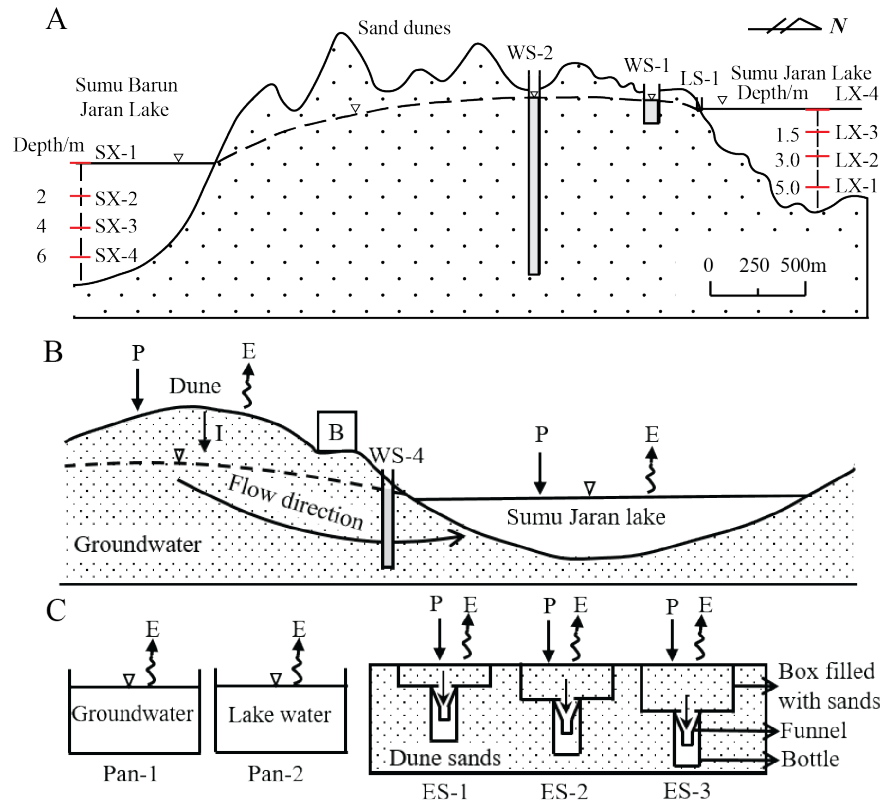 A
Sand dunes
N
WS-2
WS-1
LS-1
Sumu Jaran Lake
Depth/m
LX-4
Sumu Barun
Jaran Lake
Depth/m
SX-1
2 SX-2
4 SX-3
6 SX-4
1.5 LX-3
3.0 LX-2
5.0 LX-1
0 250 500m
B
P
E
Dune
I
B
WS-4
P
E
Flow direction
Sumu Jaran lake
Groundwater
C
E
E
P E
P E
P E
Groundwater
Lake water
Box filled
with sands
Funnel
Bottle
Dune sands
Pan-1
Pan-2
ES-1
ES-2
ES-3